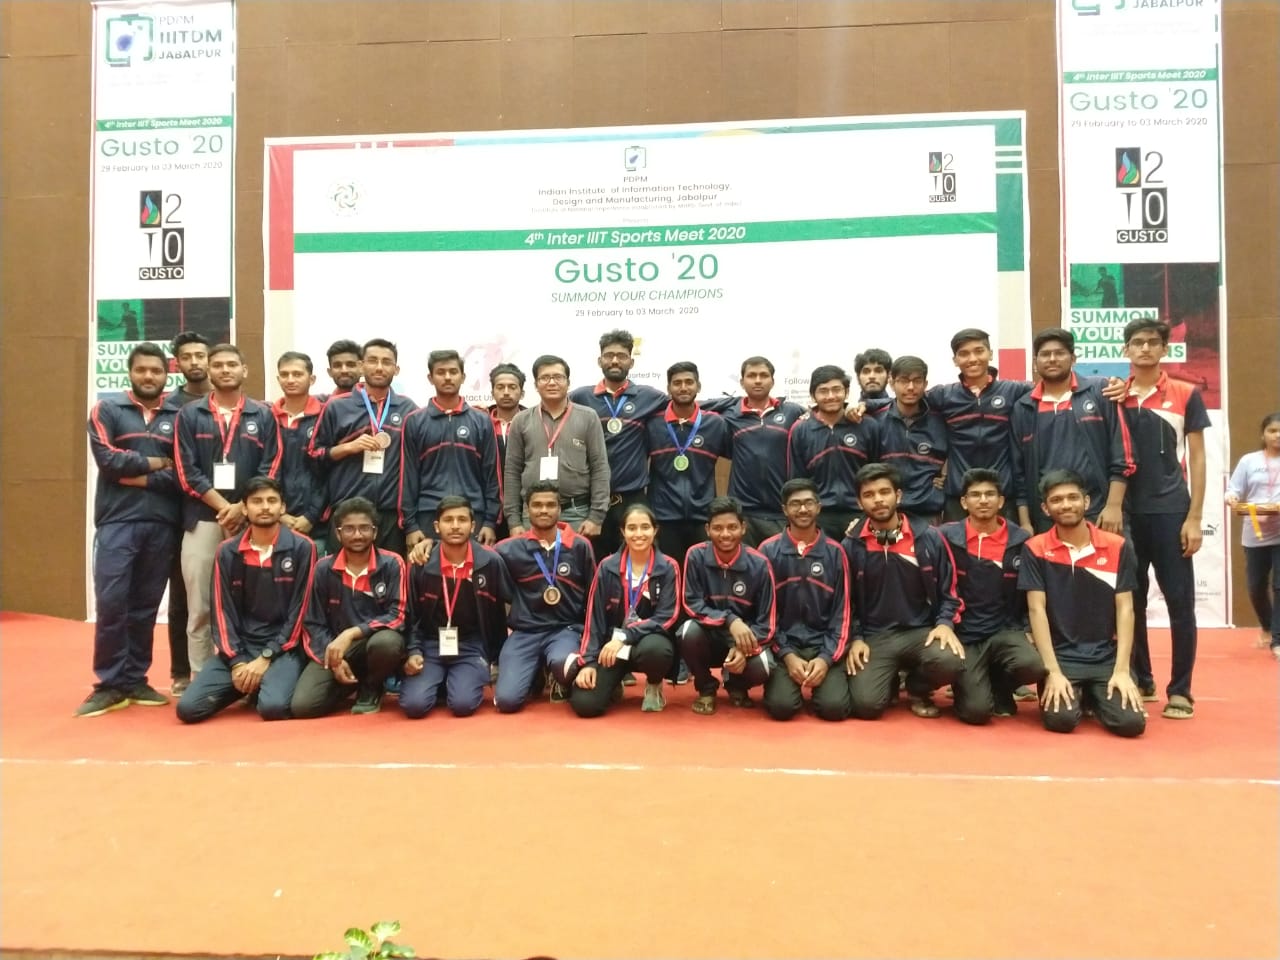 PDPM
IIITDM
JABALPUR
4th Inter IIIT Sports Meet 2020
Gusto '20
29 February to 03 March 2020
2
0
GUSTO
SUMMON
YOUR
CHAMPIONS
PDPM
Indian Institute of Information Technology,
Design and Manufacturing, Jabalpur
Presents
4th Inter IIIT Sports Meet 2020
Gusto '20
SUMMON YOUR CHAMPIONS
29 February to 03 March 2020
2
0
GUSTO
by
Follow
JABALPUR
4th Inter IIIT Sports Meet 2020
Gusto '20
29 February to 03 March 2020
2
0
GUSTO
SUMMON
YOUR
CHAMPIONS